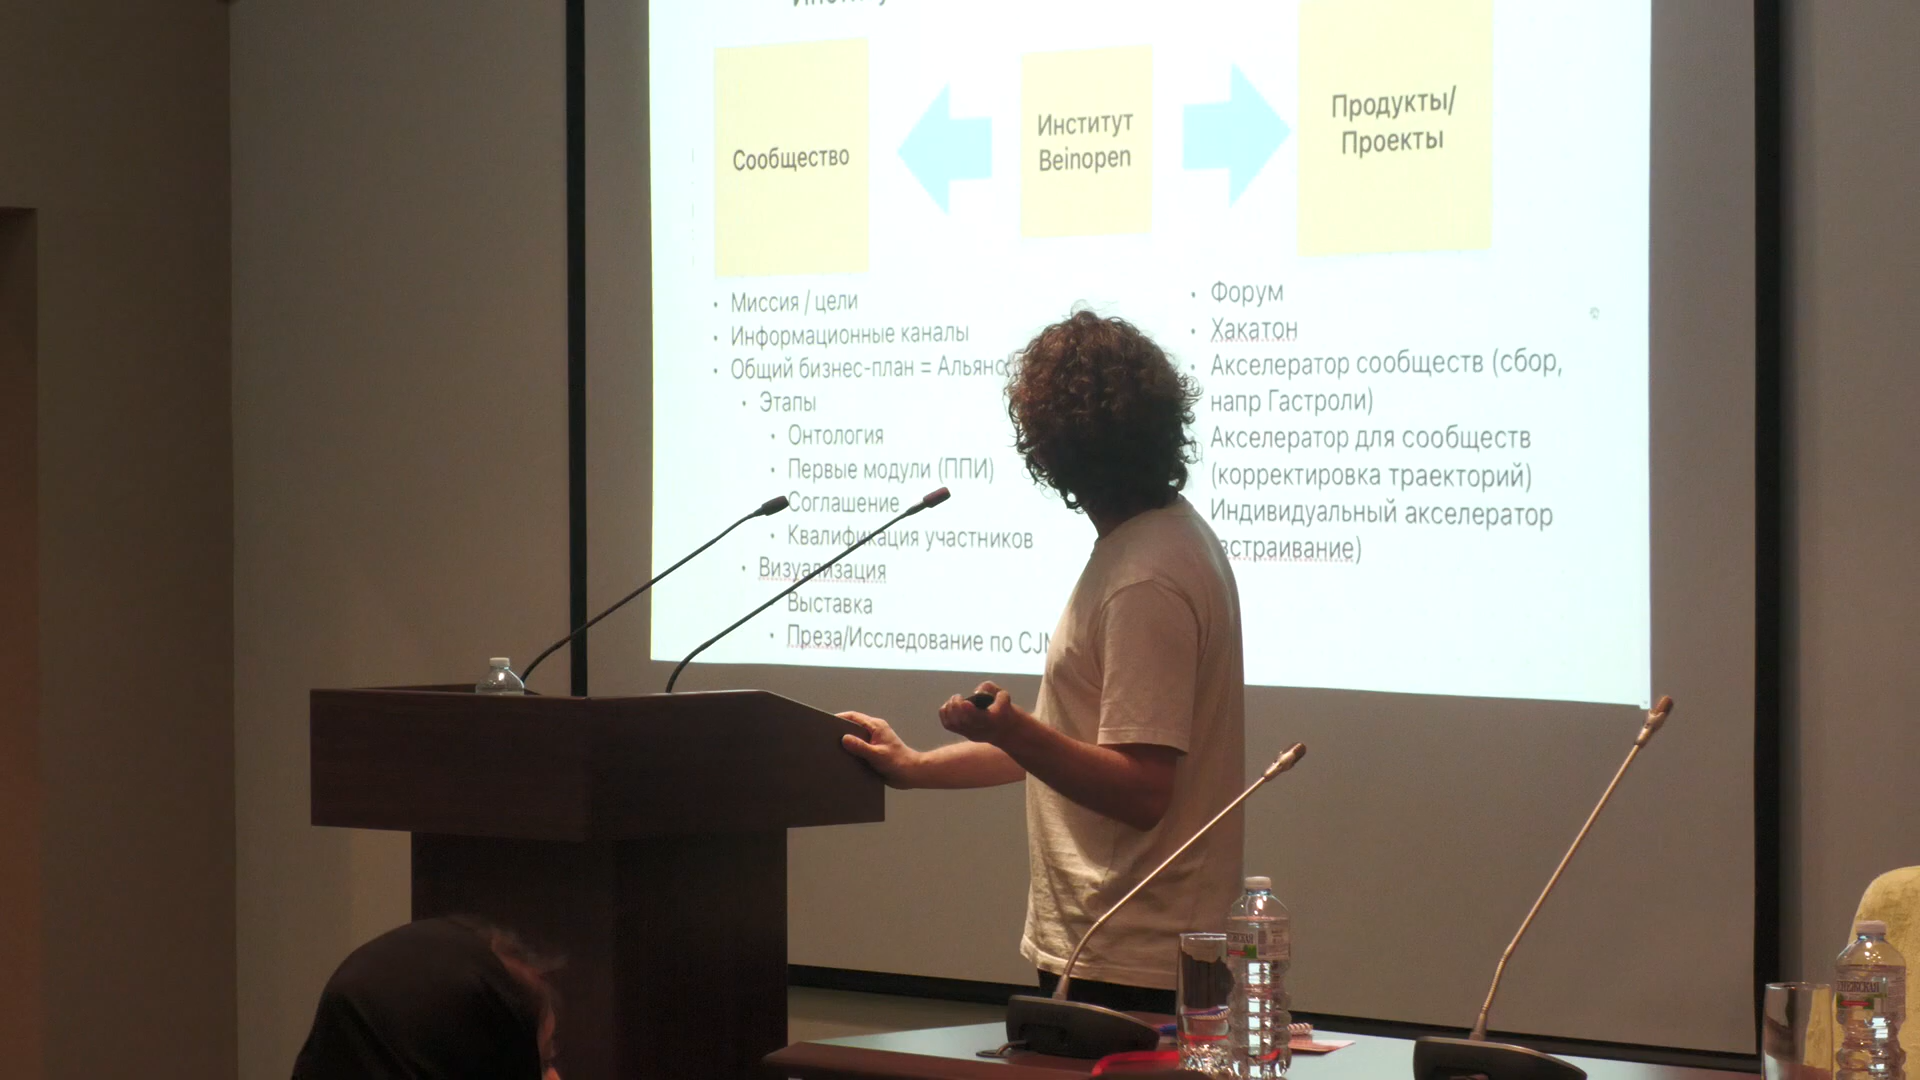 Сообщество
Институт
Beinopen
Продукты/
Проекты
Миссия / цели
Информационные каналы
Общий бизнес-план = Альянс
Этапы
Онтология
Первые модули (ППИ)
Соглашение
Квалификация участников
Визуализация
Выставка
Преза/Исследование по CJM
Форум
Хакатон
Акселератор сообществ (сбор,
напр Гастроли)
Акселератор для сообществ
(корректировка траекторий)
Индивидуальный акселератор
встраивание)